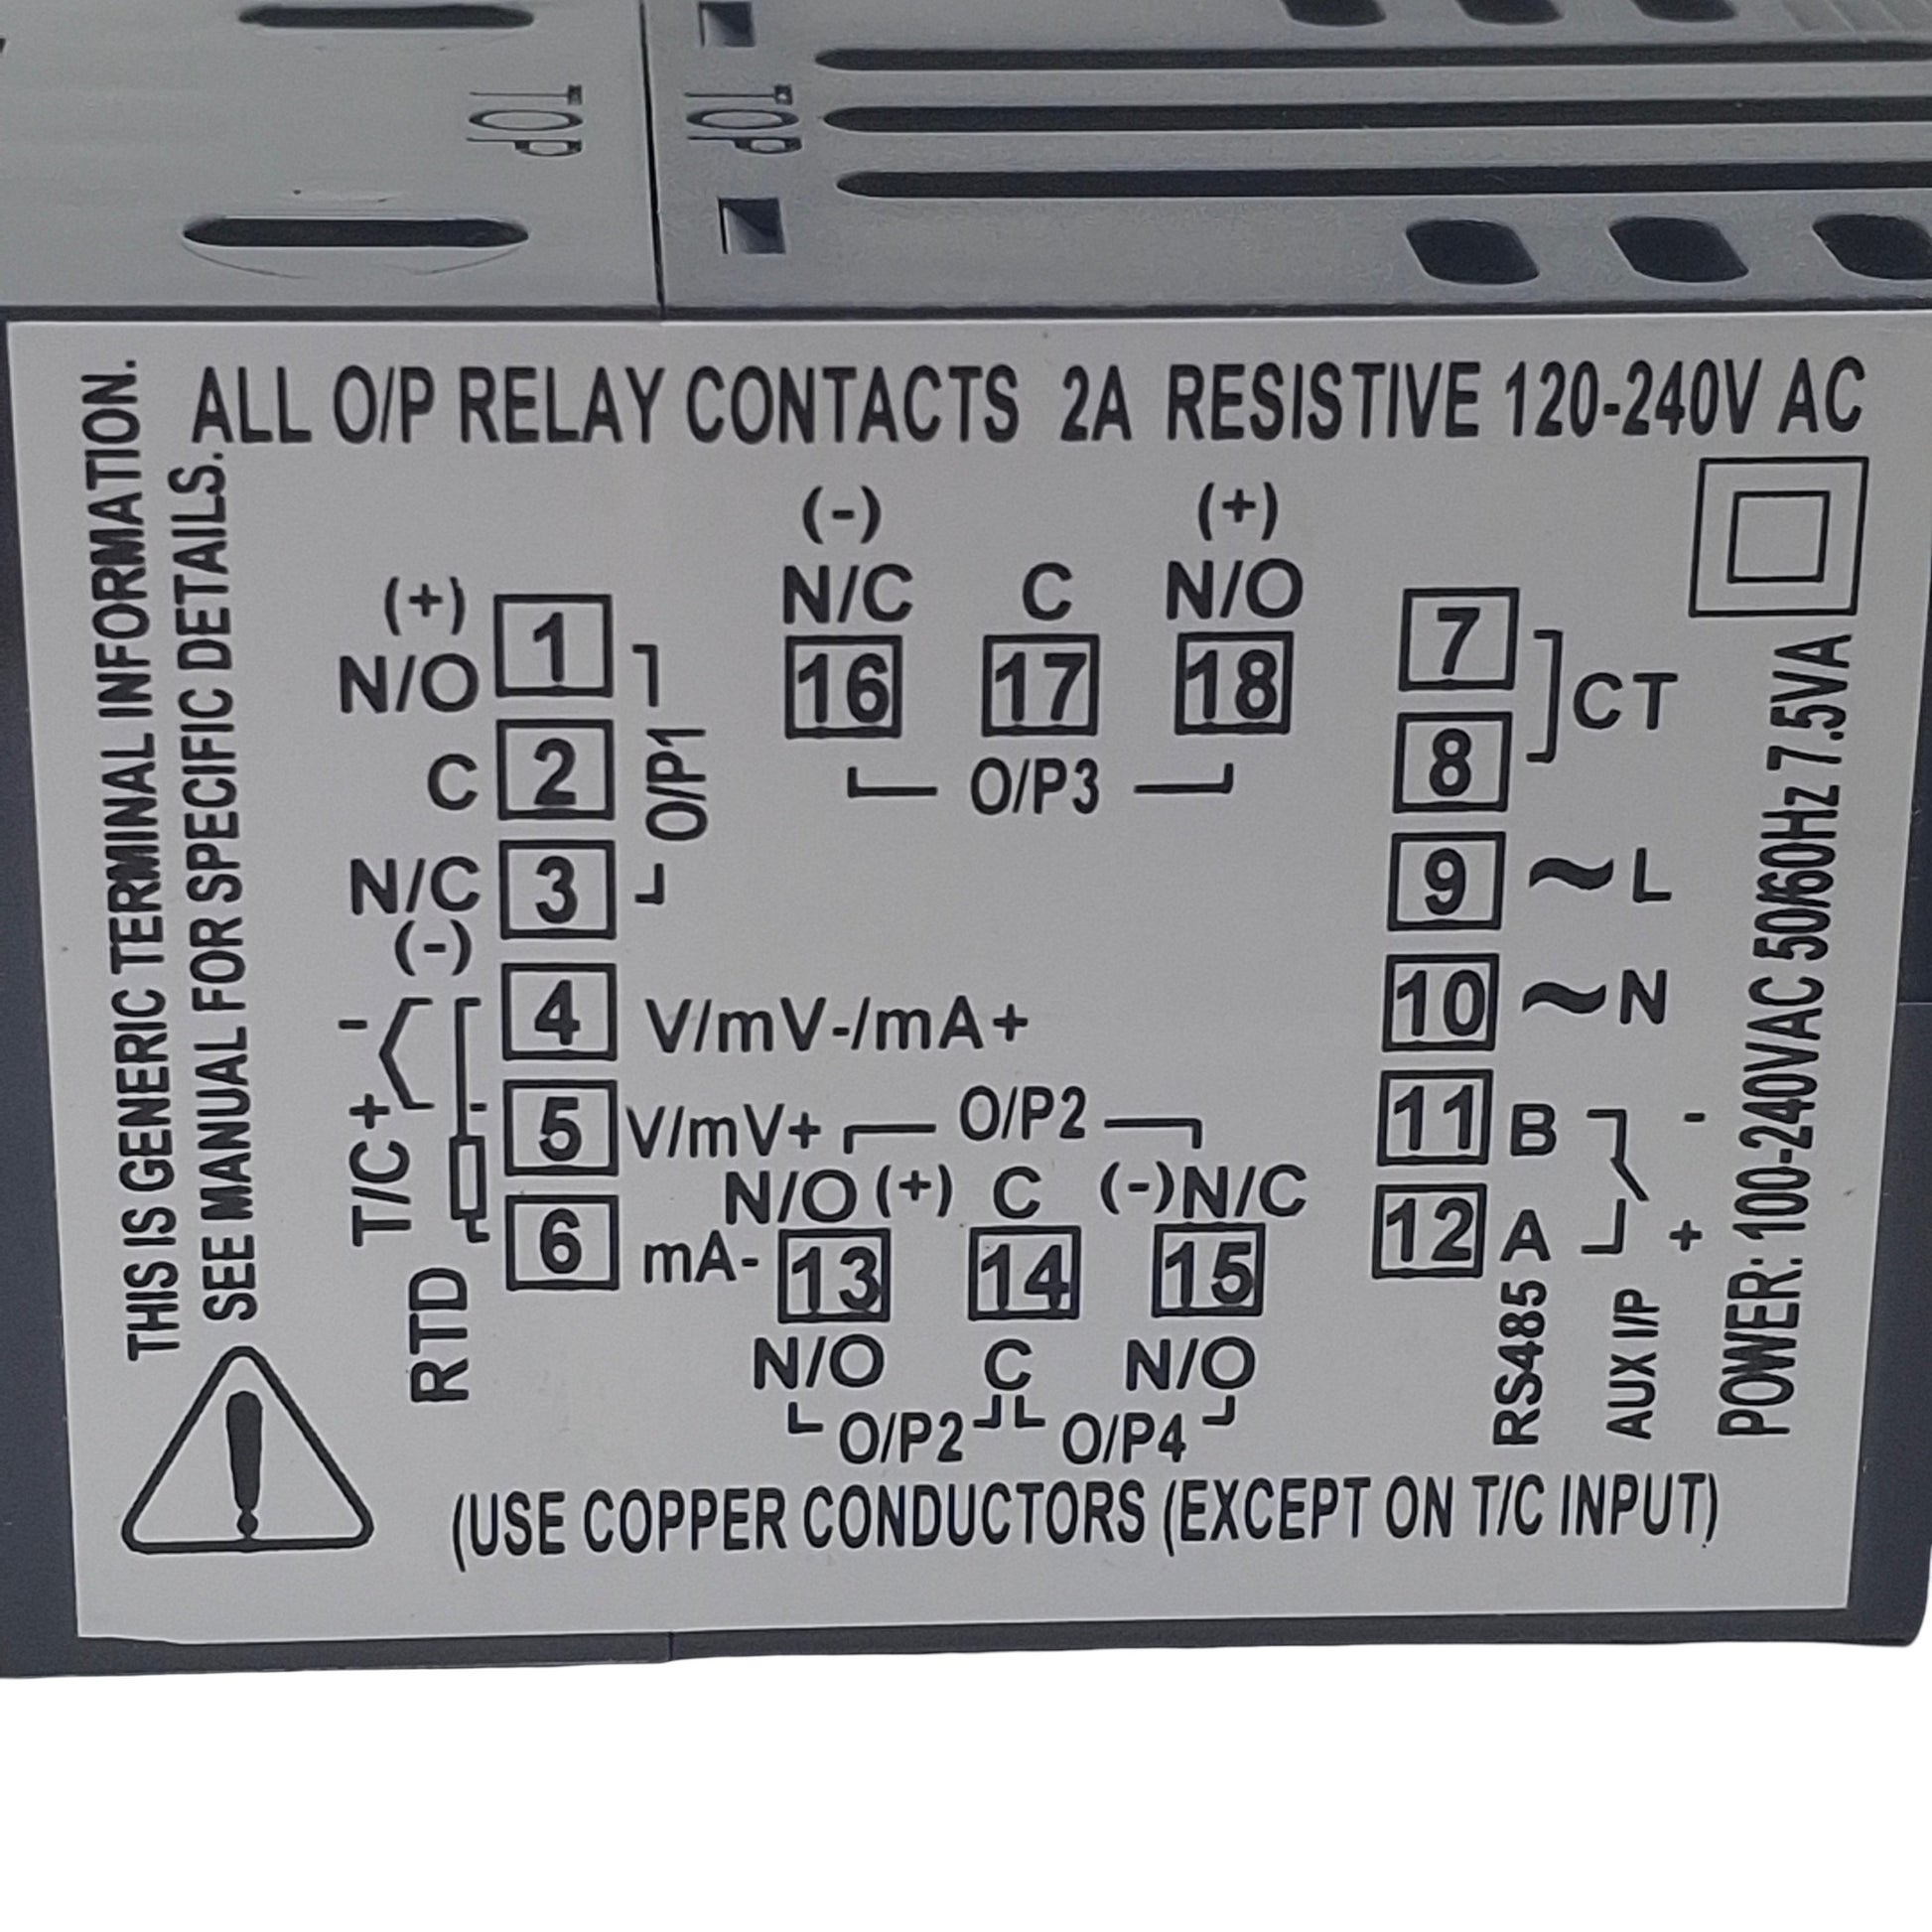 TOP
TOP
ALL O/P RELAY CONTACTS 2A RESISTIVE 120-240V AC
THIS IS GENERIC TERMINAL INFORMATION.
SEE MANUAL FOR SPECIFIC DETAILS.
(+)
N/O 1
C 2
N/C 3
(-)
O/P1
(-) (+)
N/C C N/O
16 17 18
O/P3
7
8
CT
9 ~ L
10 ~ N
11 B -
12 A +
RS485
AUX I/P
POWER: 100-240VAC 50/60Hz 7.5VA
- 4 V/mV-/mA+
+ 5 V/mV+
T/C
RTD
6 mA-
O/P2
N/O (+) C (-) N/C
13 14 15
N/O C N/O
O/P2 O/P4
(USE COPPER CONDUCTORS (EXCEPT ON T/C INPUT)